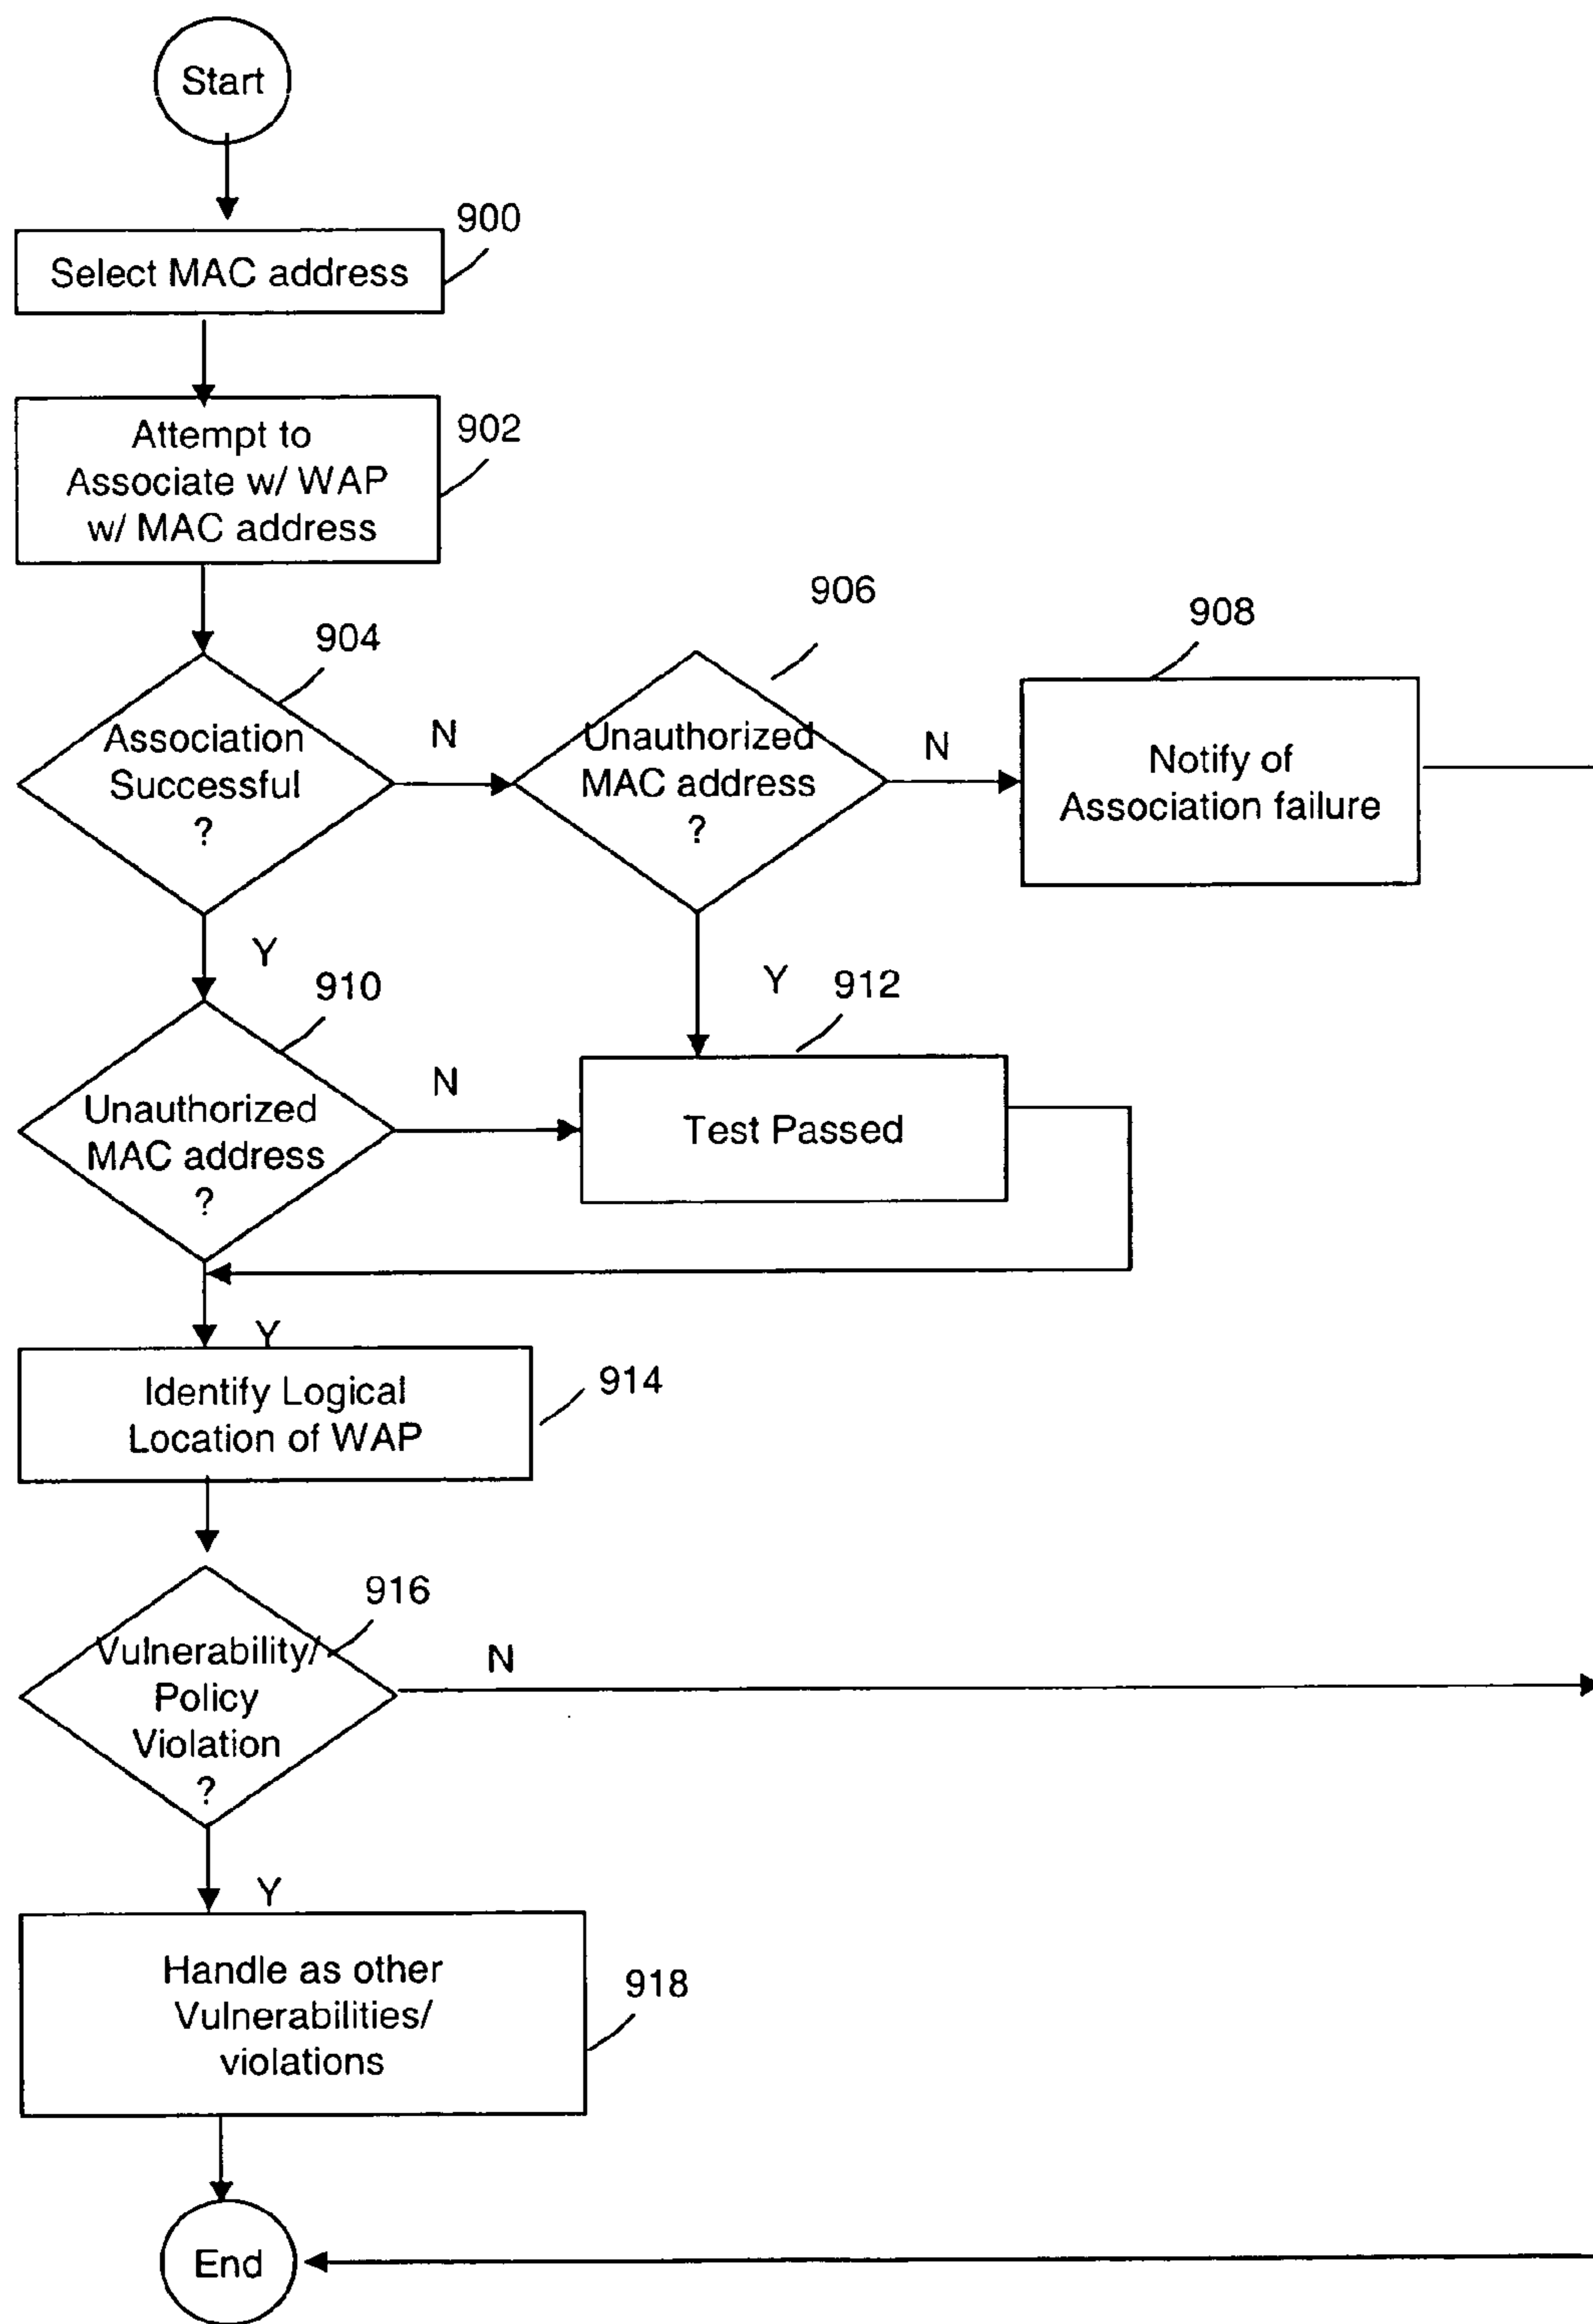 Start
900
Select MAC address
902
Attempt to
Associate w/ WAP
w/ MAC address
904
906
908
Association
Successful
?
N
Unauthorized
MAC address
?
N
Notify of
Association failure
Y
910
Y
912
Unauthorized
MAC address
?
N
Test Passed
Y
Identify Logical
Location of WAP
914
916
Vulnerability/
Policy
Violation
?
N
Y
Handle as other
Vulnerabilities/
violations
918
End